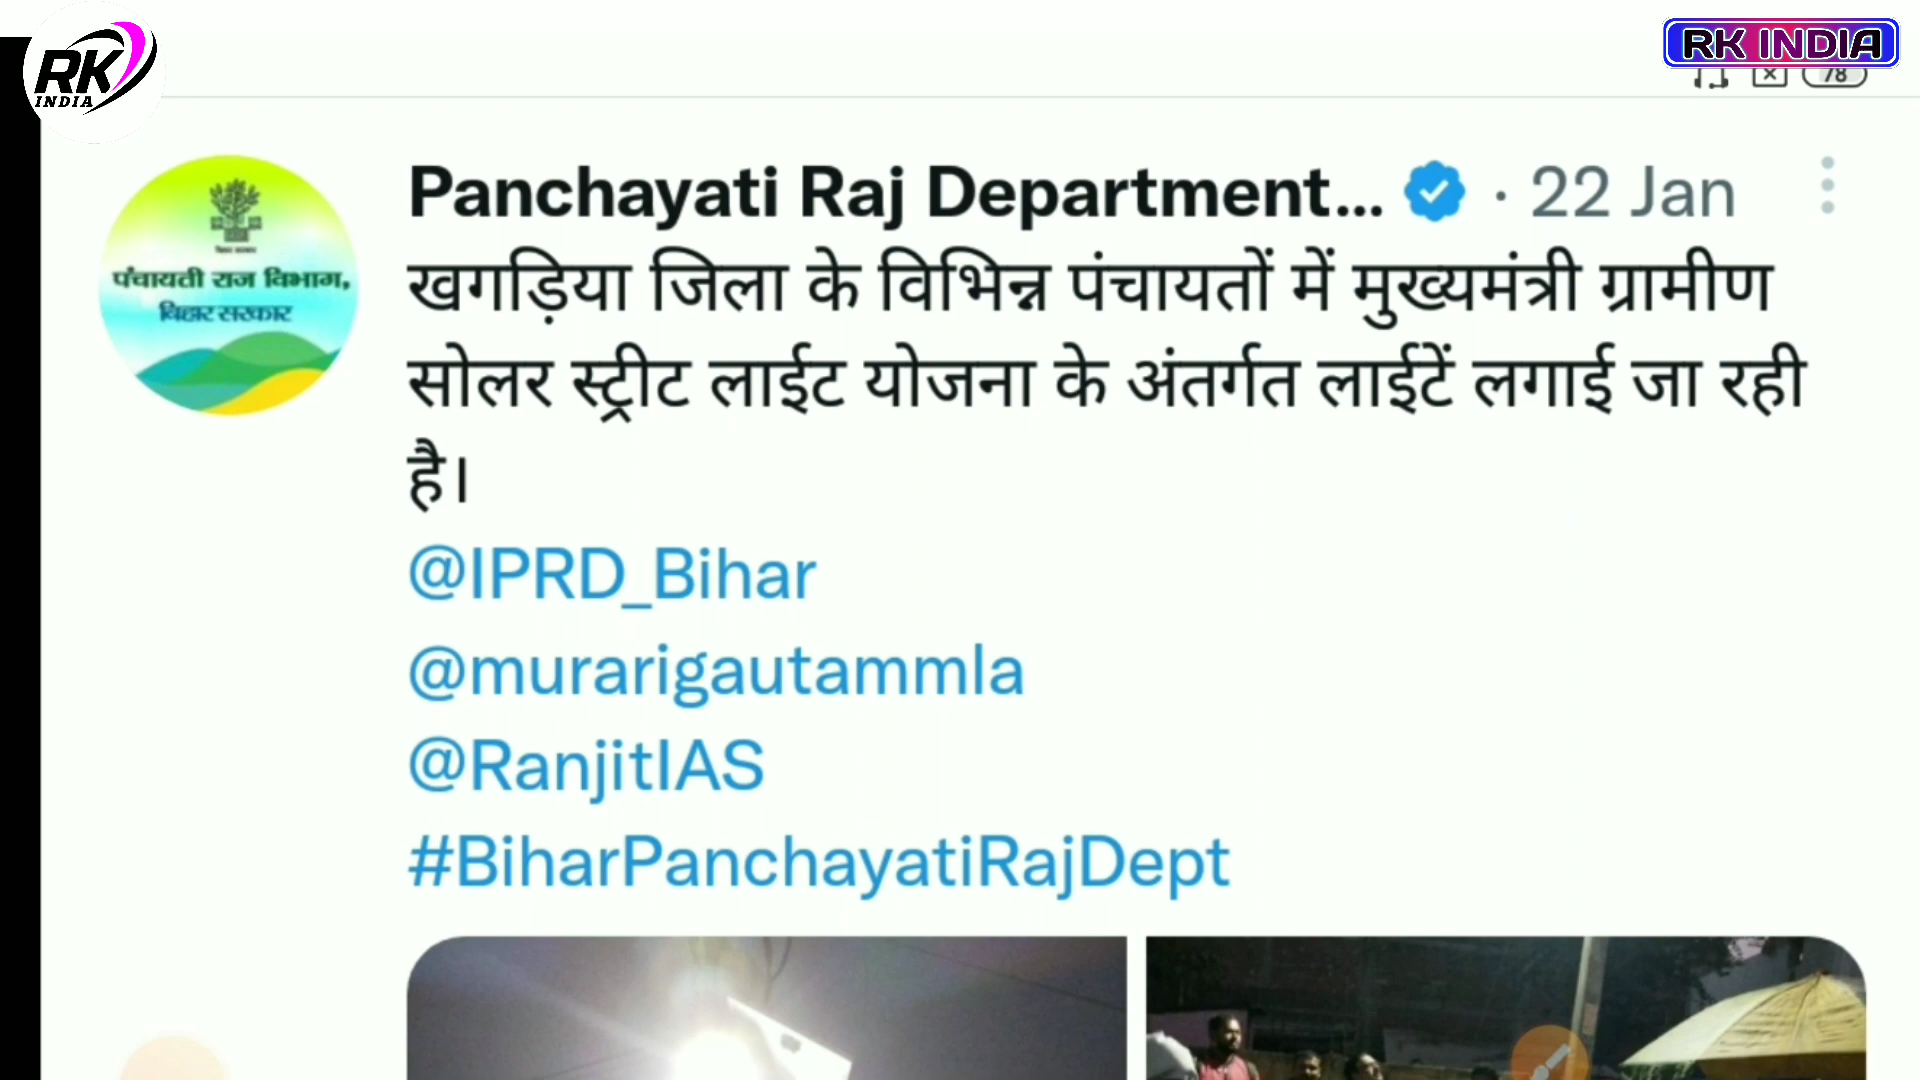 RK
INDIA
RK INDIA
78
Panchayati Raj Department... · 22 Jan
पंचायती राज विभाग,
बिहार सरकार
खगड़िया जिला के विभिन्न पंचायतों में मुख्यमंत्री ग्रामीण
सोलर स्ट्रीट लाईट योजना के अंतर्गत लाईटें लगाई जा रही
है।
@IPRD_Bihar
@murarigautammla
@RanjitIAS
#BiharPanchayatiRajDept